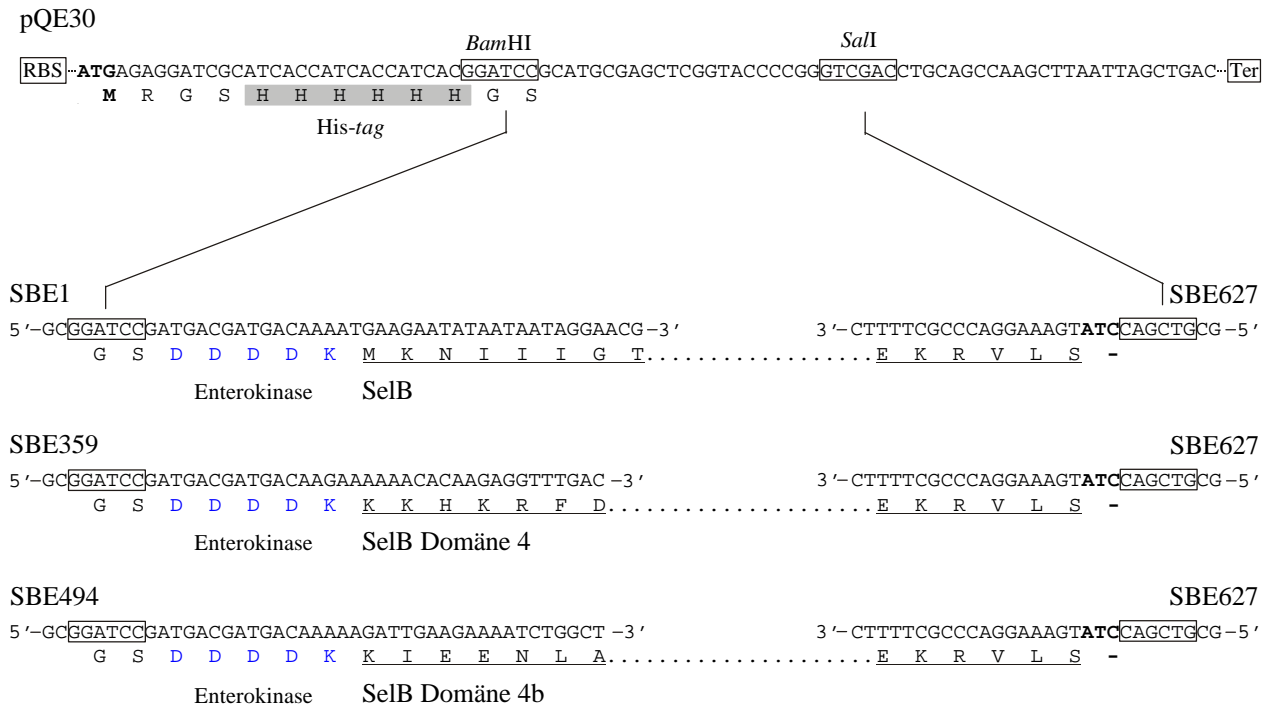 pQE30
BamHI SalI
RBS ATGAGAGGATCGCATCACCATCACCATCACGGATCCGCATGCGAGCTCGGTACCCCGGGTCGACCTGCAGCCAAGCTTAATTAGCTGAC Ter
M R G S H H H H H H G S
His-tag
SBE1 SBE627
5'-GCGGATCCGATGACGATGACAAAATGAAGAATATAATAATAGGAACG-3' 3'-CTTTTCGCCCAGGAAAGTATCCAGCTGCG-5'
G S D D D D K M K N I I I G T...................E K R V L S -
Enterokinase SelB
SBE359 SBE627
5'-GCGGATCCGATGACGATGACAAGAAAAAACACAAGAGGTTTGAC-3' 3'-CTTTTCGCCCAGGAAAGTATCCAGCTGCG-5'
G S D D D D K K K H K R F D......................E K R V L S -
Enterokinase SelB Domäne 4
SBE494 SBE627
5'-GCGGATCCGATGACGATGACAAAAAGATTGAAGAAAATCTGGCT-3' 3'-CTTTTCGCCCAGGAAAGTATCCAGCTGCG-5'
G S D D D D K K I E E N L A......................E K R V L S -
Enterokinase SelB Domäne 4b